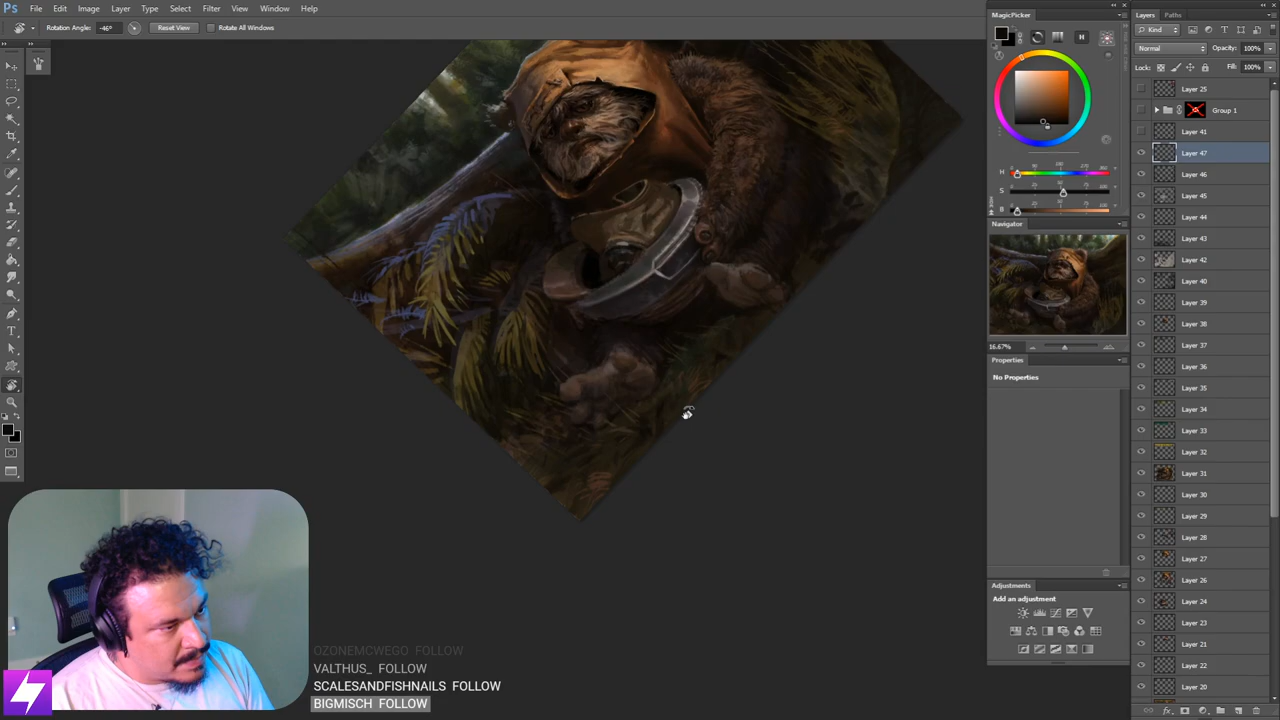 Ps File Edit Image Layer Type Select Filter View Window Help
Rotation Angle: -46° Reset View Rotate All Windows
MagicPicker
H
H
S
B
Navigator
16.67%
Properties
No Properties
Adjustments
Add an adjustment
Layers Paths
Kind
Normal Opacity: 100%
Lock: Fill: 100%
Layer 25
Group 1
Layer 41
Layer 47
Layer 46
Layer 45
Layer 44
Layer 43
Layer 42
Layer 40
Layer 39
Layer 38
Layer 37
Layer 36
Layer 35
Layer 34
Layer 33
Layer 32
Layer 31
Layer 30
Layer 29
Layer 28
Layer 27
Layer 26
Layer 24
Layer 23
Layer 21
Layer 22
Layer 20
OZONEMCWEGO FOLLOW
VALTHUS_ FOLLOW
SCALESANDFISHNAILS FOLLOW
BIGMISCH FOLLOW